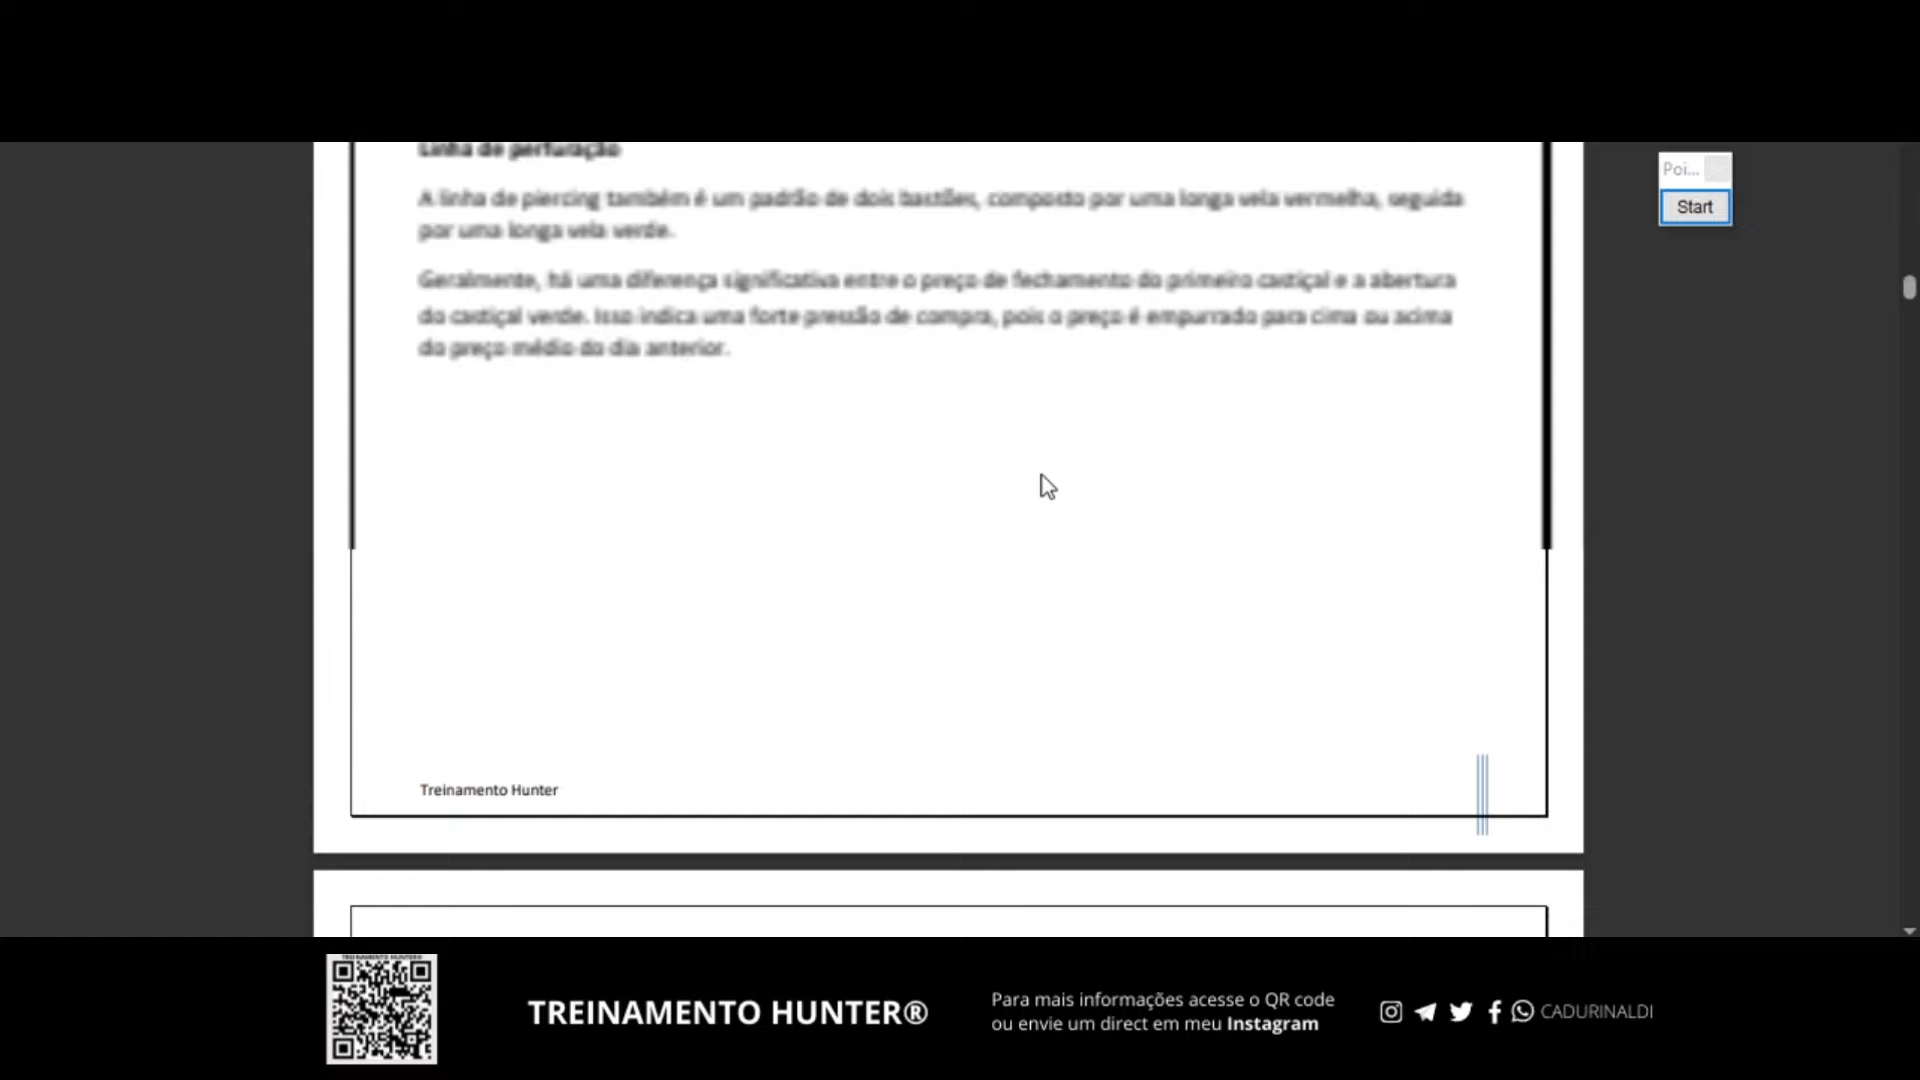 Linha de perfuração
A linha de piercing também é um padrão de dois bastões, composto por uma longa vela vermelha, seguida
por uma longa vela verde.
Geralmente, há uma diferença significativa entre o preço de fechamento do primeiro castiçal e a abertura
do castiçal verde. Isso indica uma forte pressão de compra, pois o preço é empurrado para cima ou acima
do preço médio do dia anterior.
Poi...
Start
Treinamento Hunter
TREINAMENTO HUNTER®
TREINAMENTO HUNTER®
Para mais informações acesse o QR code
ou envie um direct em meu Instagram
CADURINALDI